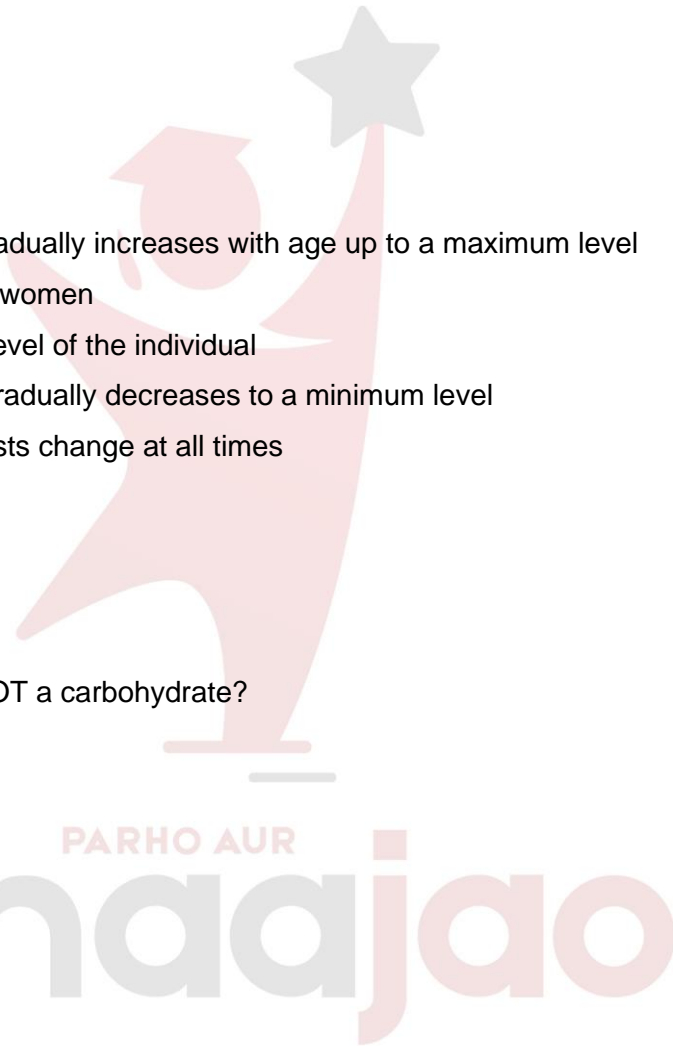 adually increases with age up to a maximum level
women
evel of the individual
radually decreases to a minimum level
sts change at all times
OT a carbohydrate?
PARHO AUR
naajao